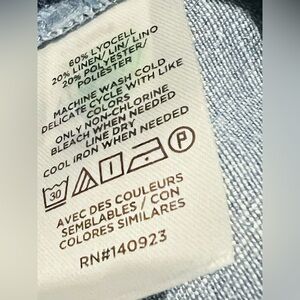 60% LYOCELL
20% LINEN/LIN/LINO
20% POLYESTER/
POLIÉSTER
MACHINE WASH COLD
DELICATE CYCLE WITH LIKE
COLORS
ONLY NON-CHLORINE
BLEACH WHEN NEEDED
LINE DRY
COOL IRON WHEN NEEDED
30 P
AVEC DES COULEURS
SEMBLABLES / CON
COLORES SIMILARES
RN#140923